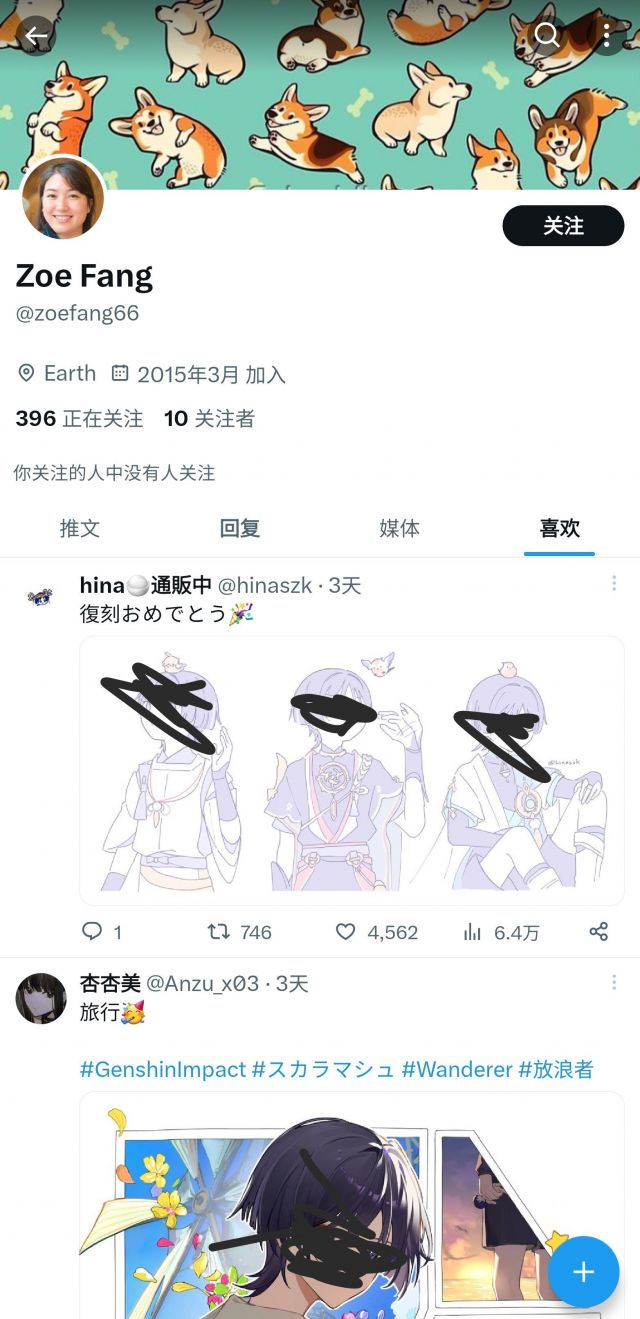 关注
Zoe Fang
@zoefang66
Earth 2015年3月 加入
396 正在关注 10 关注者
你关注的人中没有人关注
推文 回复 媒体 喜欢
hina🥏通販中 @hinaszk · 3天
復刻おめでとう🎉
@hinaszk
1 746 4,562 6.4万
杏杏美 @Anzu_x03 · 3天
旅行🥳
#GenshinImpact #スカラマシュ #Wanderer #放浪者